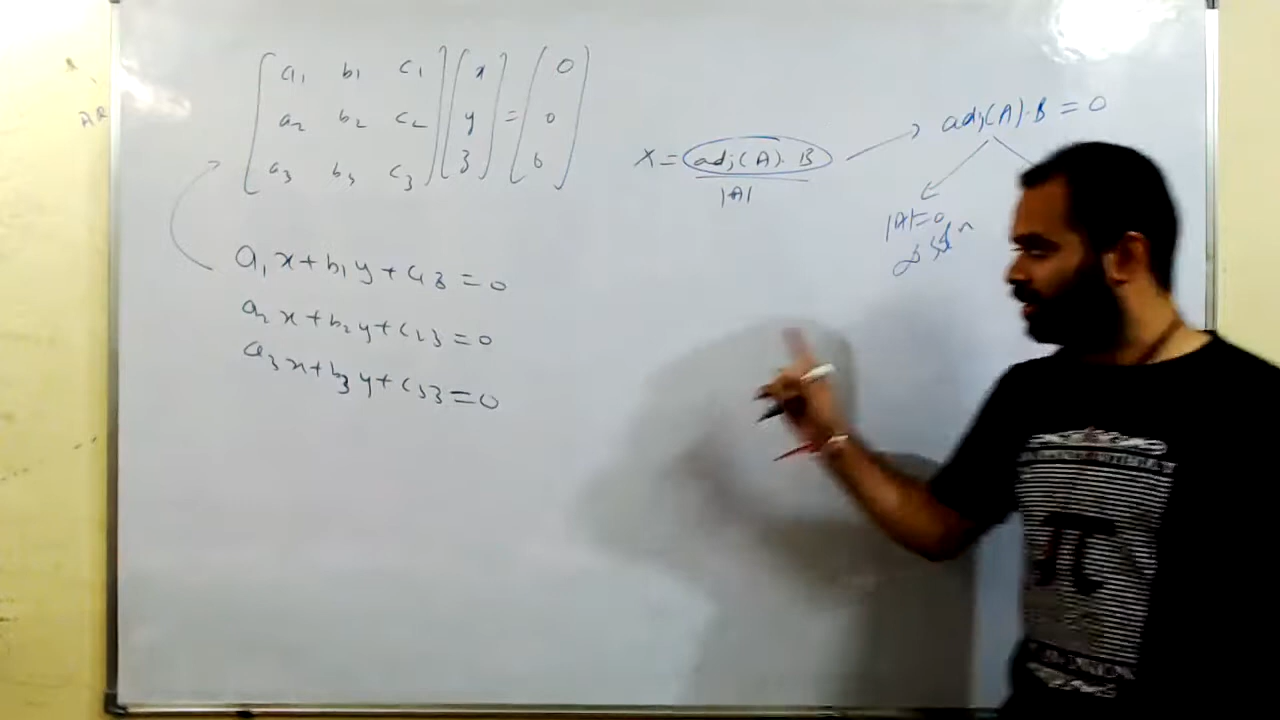 [a₁ b₁ c₁] [x] = [0]
[a₂ b₂ c₂] [y] = [0]
[a₃ b₃ c₃] [z] = [0]
a₁x + b₁y + c₁z = 0
a₂x + b₂y + c₂z = 0
a₃x + b₃y + c₃z = 0
X = adj(A)·B
|A|
adj(A)·B = 0
|A|=0
∞ solⁿ